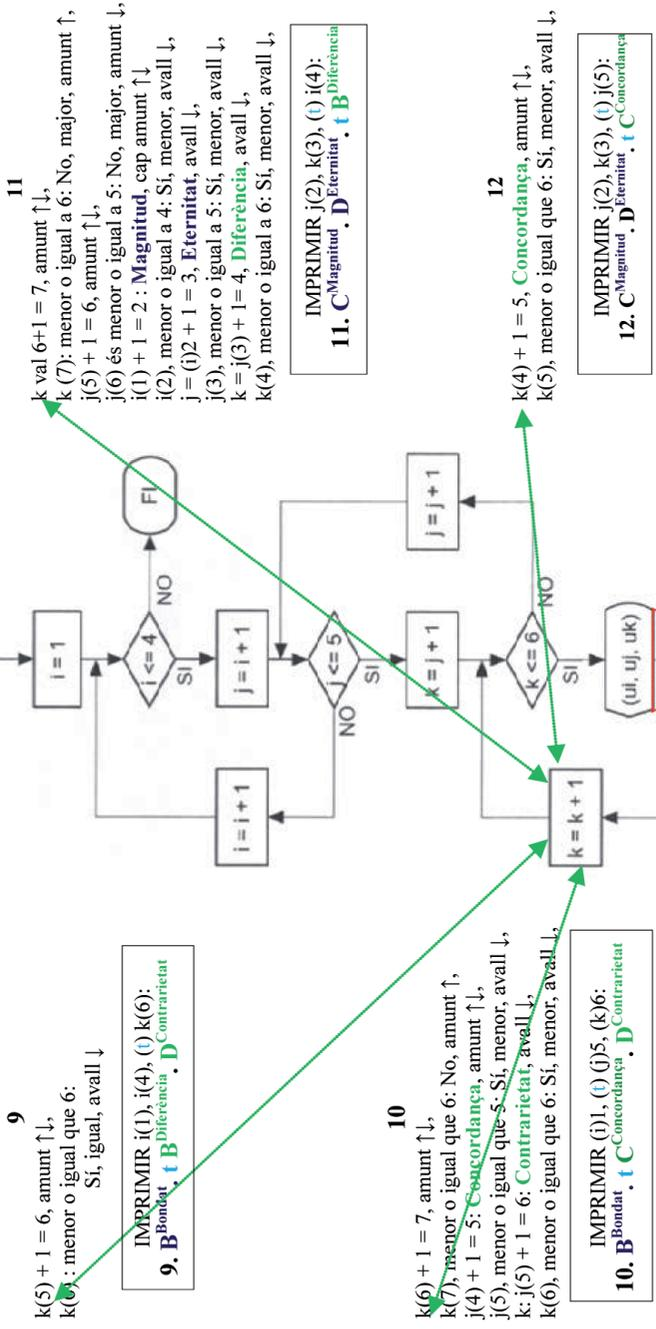 9
k(5) + 1 = 6, amunt ↑↓,
k(6) : menor o igual que 6:
Sí, igual, avall ↓
IMPRIMIR i(1), i(4), (t) k(6):
9. B^Bondat. t B^Diferència. D^Contrarietat
10
k(6) + 1 = 7, amunt ↑↓,
k(7), menor o igual que 6: No, amunt ↑,
j(4) + 1 = 5: Concordança, amunt ↑↓,
j(5), menor o igual que 5: Sí, menor, avall ↓,
k: j(5) + 1 = 6: Contrarietat, avall ↓,
k(6), menor o igual que 6: Sí, menor, avall ↓,
IMPRIMIR (i)1, (t) (j)5, (k)6:
10. B^Bondat. t C^Concordança. D^Contrarietat
i = 1
i <= 4
NO
FI
SI
i = i + 1
j = i + 1
j <= 5
NO
SI
k = j + 1
j = j + 1
k <= 6
NO
SI
k = k + 1
(ui, uj, uk)
11
k val 6+1 = 7, amunt ↑↓,
k (7): menor o igual a 6: No, major, amunt ↑,
j(5) + 1 = 6, amunt ↑↓,
j(6) és menor o igual a 5: No, major, amunt ↓,
i(1) + 1 = 2 : Magnitud, cap amunt ↑↓
i(2), menor o igual a 4: Sí, menor, avall ↓,
j = (i)2 + 1 = 3, Eternitat, avall ↓,
j(3), menor o igual a 5: Sí, menor, avall ↓,
k = j(3) + 1= 4, Diferència, avall ↓,
k(4), menor o igual a 6: Sí, menor, avall ↓,
IMPRIMIR j(2), k(3), (t) i(4):
11. C^Magnitud. D^Eternitat. t B^Diferència
12
k(4) + 1 = 5, Concordança, amunt ↑↓,
k(5), menor o igual que 6: Sí, menor, avall ↓,
IMPRIMIR j(2), k(3), (t) j(5):
12. C^Magnitud. D^Eternitat. t C^Concordança